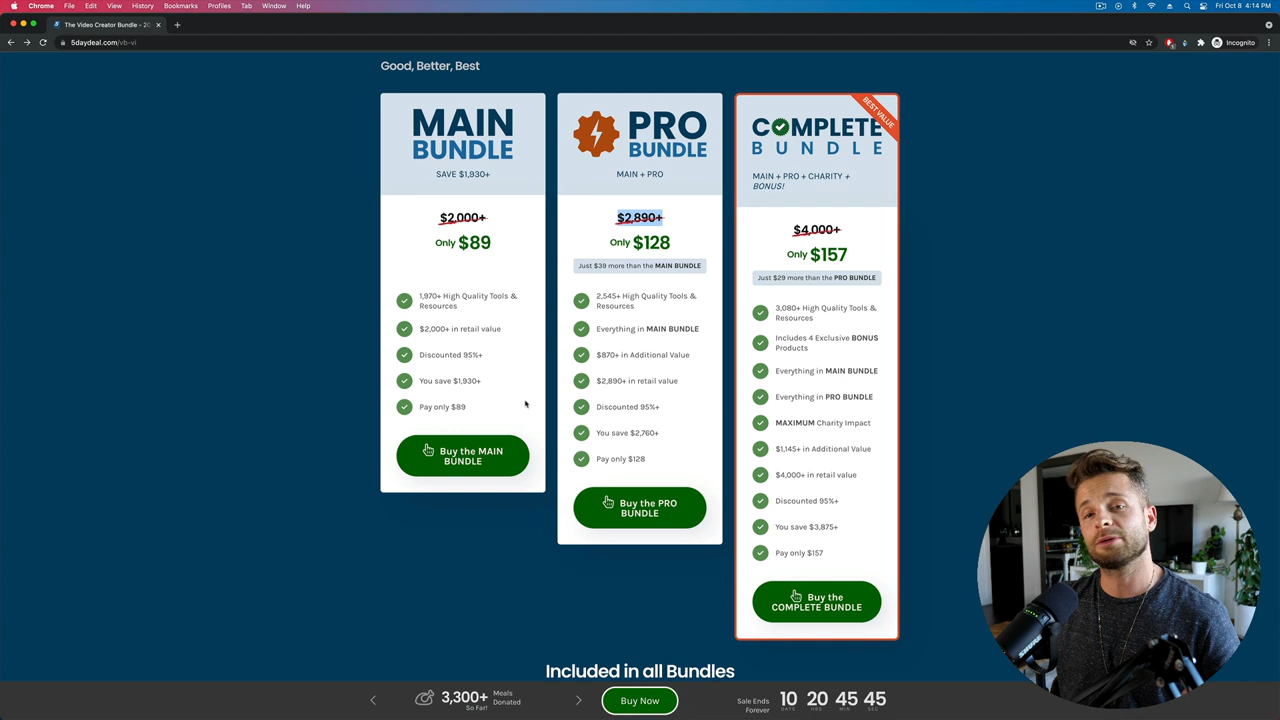 Chrome File Edit View History Bookmarks Profiles Tab Window Help
Fri Oct 8 4:14 PM
The Video Creator Bundle – 20
5daydeal.com/vb-vi
Incognito
Good, Better, Best
MAIN
BUNDLE
SAVE $1,930+
$2,000+
Only $89
1,970+ High Quality Tools &
Resources
$2,000+ in retail value
Discounted 95%+
You save $1,930+
Pay only $89
Buy the MAIN
BUNDLE
PRO
BUNDLE
MAIN + PRO
$2,890+
Only $128
Just $39 more than the MAIN BUNDLE
2,545+ High Quality Tools &
Resources
Everything in MAIN BUNDLE
$870+ in Additional Value
$2,890+ in retail value
Discounted 95%+
You save $2,760+
Pay only $128
Buy the PRO
BUNDLE
BEST VALUE
COMPLETE
BUNDLE
MAIN + PRO + CHARITY +
BONUS!
$4,000+
Only $157
Just $29 more than the PRO BUNDLE
3,080+ High Quality Tools &
Resources
Includes 4 Exclusive BONUS
Products
Everything in MAIN BUNDLE
Everything in PRO BUNDLE
MAXIMUM Charity Impact
$1,145+ in Additional Value
$4,000+ in retail value
Discounted 95%+
You save $3,875+
Pay only $157
Buy the
COMPLETE BUNDLE
SHURE
Included in all Bundles
3,300+ Meals
Donated
So Far!
Buy Now
Sale Ends
Forever
10 20 45 45
DAYS HRS MIN SEC